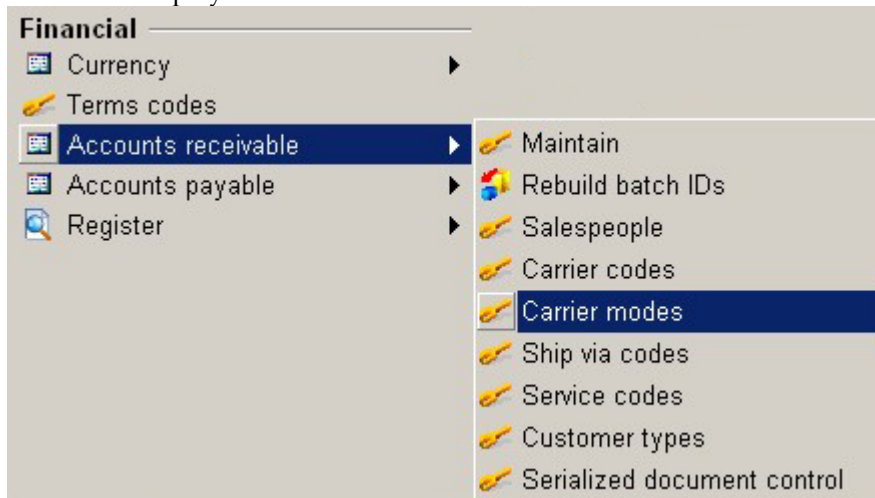 Financial
Currency
Terms codes
Accounts receivable
Accounts payable
Register
Maintain
Rebuild batch IDs
Salespeople
Carrier codes
Carrier modes
Ship via codes
Service codes
Customer types
Serialized document control